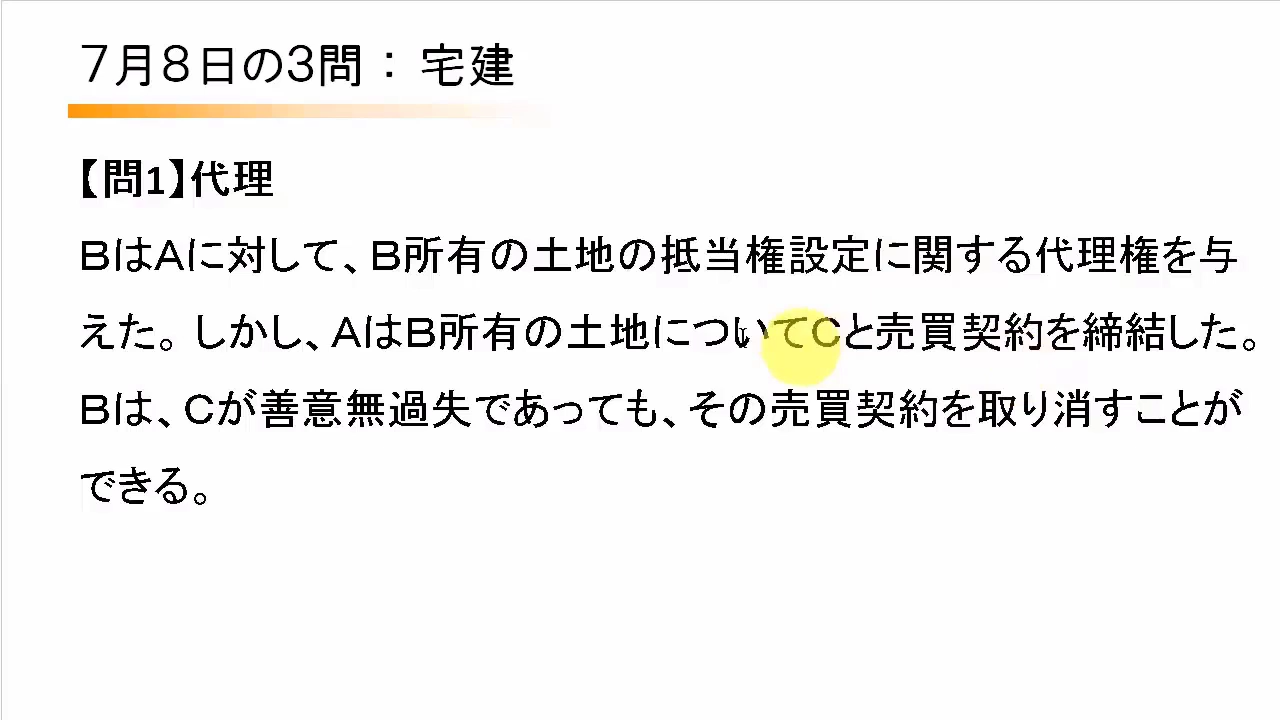 7月8日の3問：宅建
【問1】代理
BはAに対して、B所有の土地の抵当権設定に関する代理権を与
えた。しかし、AはB所有の土地についてCと売買契約を締結した。
Bは、Cが善意無過失であっても、その売買契約を取り消すことが
できる。